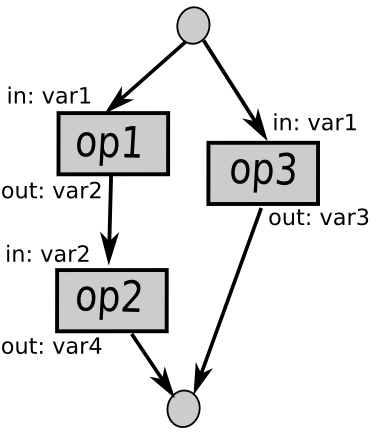 in: var1
op1
out: var2
in: var1
op3
out: var3
in: var2
op2
out: var4